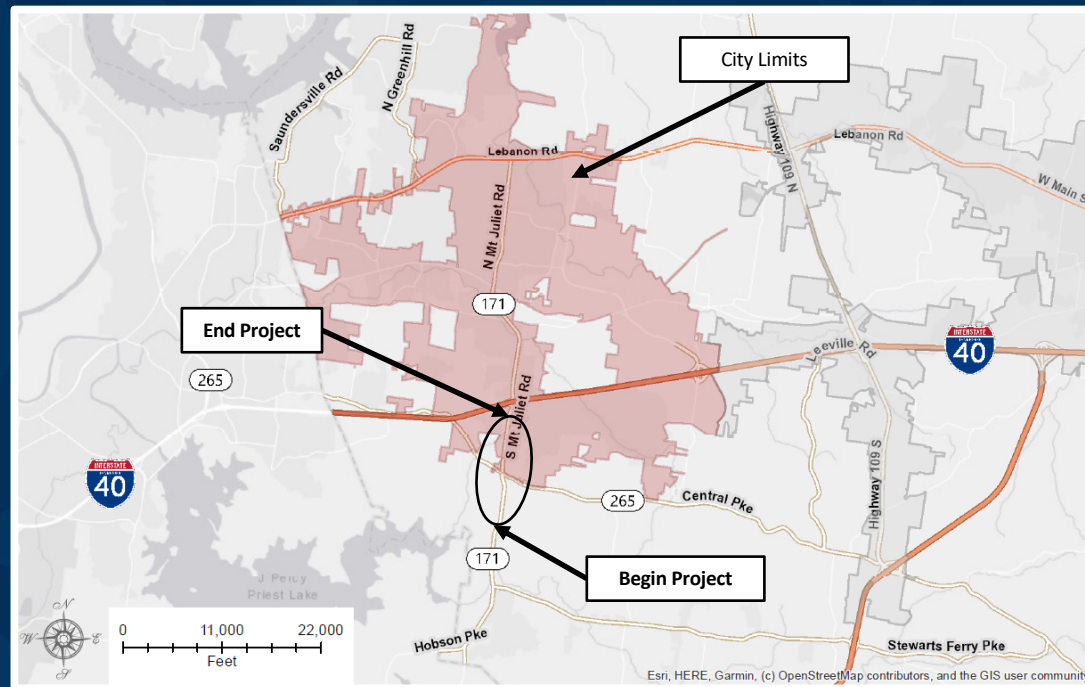 City Limits
Saundersville Rd
N Greenhill Rd
Lebanon Rd
Highway 109 N
Lebanon Rd
W Main S
N Mt Juliet Rd
171
End Project
265
Leeville Rd
INTERSTATE
40
S Mt Juliet Rd
INTERSTATE
40
265
Central Pke
Highway 109 S
171
Begin Project
J Percy
Priest Lake
N
W
E
S
0
11,000
22,000
Feet
Hobson Pke
Stewarts Ferry Pke
Esri, HERE, Garmin, (c) OpenStreetMap contributors, and the GIS user community